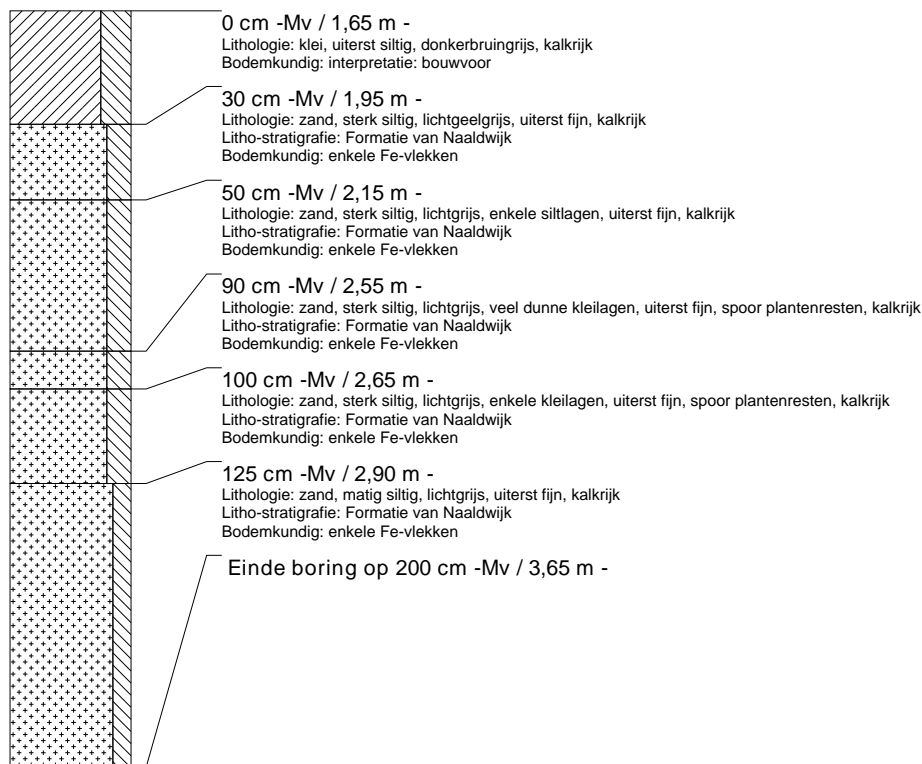 0 cm -Mv / 1,65 m -
Lithologie: klei, uiterst siltig, donkerbruingrijs, kalkrijk
Bodemkundig: interpretatie: bouwvoor
30 cm -Mv / 1,95 m -
Lithologie: zand, sterk siltig, lichtgeelgrijs, uiterst fijn, kalkrijk
Litho-stratigrafie: Formatie van Naaldwijk
Bodemkundig: enkele Fe-vlekken
50 cm -Mv / 2,15 m -
Lithologie: zand, sterk siltig, lichtgrijs, enkele siltlagen, uiterst fijn, kalkrijk
Litho-stratigrafie: Formatie van Naaldwijk
Bodemkundig: enkele Fe-vlekken
90 cm -Mv / 2,55 m -
Lithologie: zand, sterk siltig, lichtgrijs, veel dunne kleilagen, uiterst fijn, spoor plantenresten, kalkrijk
Litho-stratigrafie: Formatie van Naaldwijk
Bodemkundig: enkele Fe-vlekken
100 cm -Mv / 2,65 m -
Lithologie: zand, sterk siltig, lichtgrijs, enkele kleilagen, uiterst fijn, spoor plantenresten, kalkrijk
Litho-stratigrafie: Formatie van Naaldwijk
Bodemkundig: enkele Fe-vlekken
125 cm -Mv / 2,90 m -
Lithologie: zand, matig siltig, lichtgrijs, uiterst fijn, kalkrijk
Litho-stratigrafie: Formatie van Naaldwijk
Bodemkundig: enkele Fe-vlekken
Einde boring op 200 cm -Mv / 3,65 m -